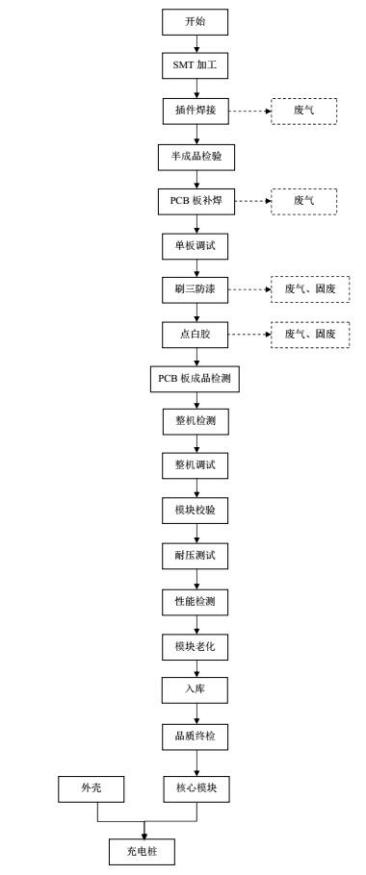 开始
SMT 加工
插件焊接
废气
半成品检验
PCB 板补焊
废气
单板调试
刷三防漆
废气、固废
点白胶
废气、固废
PCB 板成品检测
整机检测
整机调试
模块校验
耐压测试
性能检测
模块老化
入库
品质终检
外壳
核心模块
充电桩